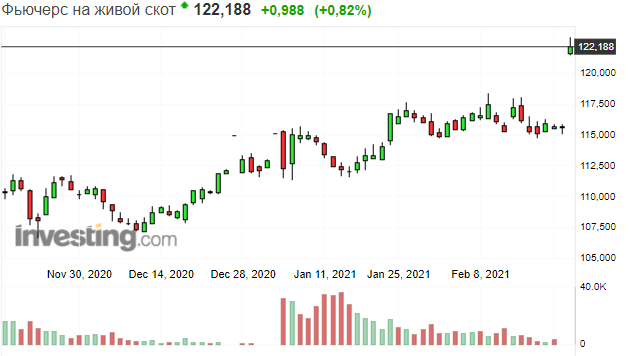 Фьючерс на живой скот 122,188 +0,988 (+0,82%)
122,188
120,000
117,500
115,000
112,500
110,000
107,500
105,000
Investing.com
Nov 30, 2020 Dec 14, 2020 Dec 28, 2020 Jan 11, 2021 Jan 25, 2021 Feb 8, 2021
40.0K
0